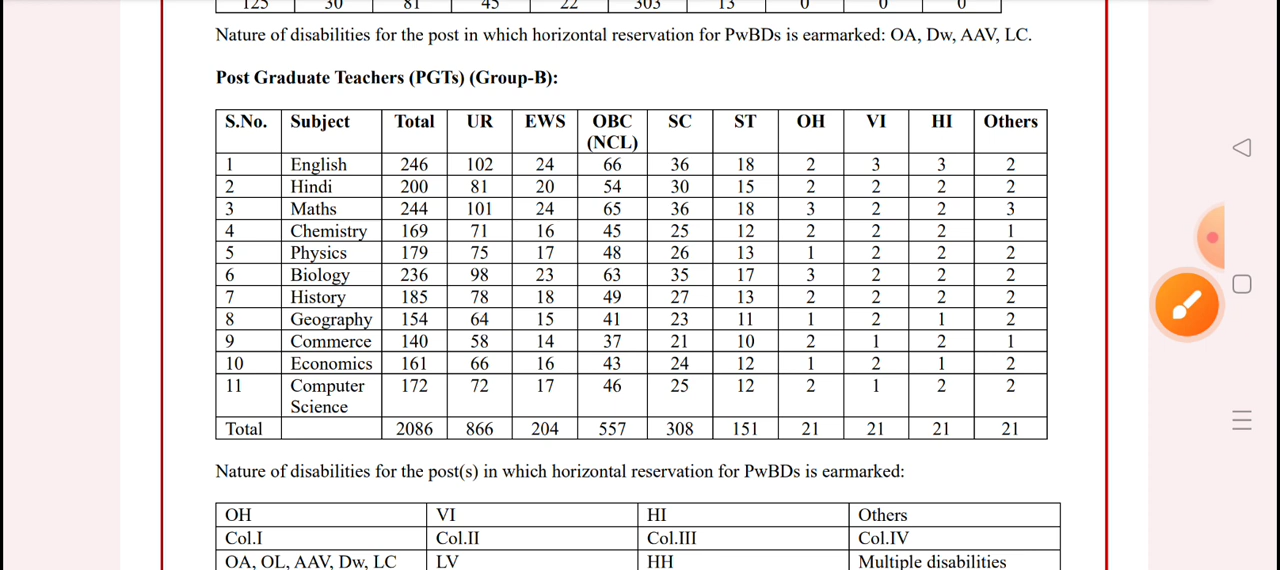 125 30 81 45 22 303 13 0 0 0
Nature of disabilities for the post in which horizontal reservation for PwBDs is earmarked: OA, Dw, AAV, LC.
Post Graduate Teachers (PGTs) (Group-B):
S.No. Subject Total UR EWS OBC (NCL) SC ST OH VI HI Others
1 English 246 102 24 66 36 18 2 3 3 2
2 Hindi 200 81 20 54 30 15 2 2 2 2
3 Maths 244 101 24 65 36 18 3 2 2 3
4 Chemistry 169 71 16 45 25 12 2 2 2 1
5 Physics 179 75 17 48 26 13 1 2 2 2
6 Biology 236 98 23 63 35 17 3 2 2 2
7 History 185 78 18 49 27 13 2 2 2 2
8 Geography 154 64 15 41 23 11 1 2 1 2
9 Commerce 140 58 14 37 21 10 2 1 2 1
10 Economics 161 66 16 43 24 12 1 2 1 2
11 Computer Science 172 72 17 46 25 12 2 1 2 2
Total 2086 866 204 557 308 151 21 21 21 21
Nature of disabilities for the post(s) in which horizontal reservation for PwBDs is earmarked:
OH VI HI Others
Col.I Col.II Col.III Col.IV
OA, OL, AAV, Dw, LC LV HH Multiple disabilities